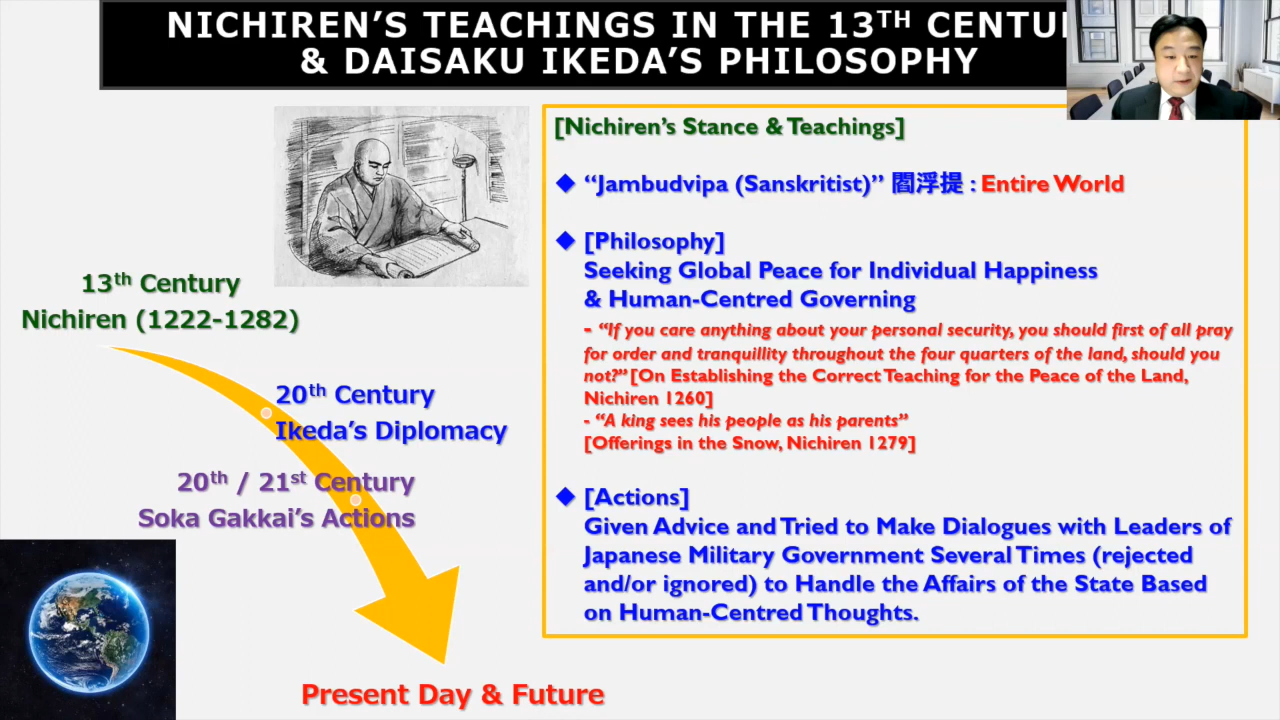 NICHIREN’S TEACHINGS IN THE 13TH CENTU
& DAISAKU IKEDA’S PHILOSOPHY
13th Century
Nichiren (1222-1282)
20th Century
Ikeda’s Diplomacy
20th / 21st Century
Soka Gakkai’s Actions
Present Day & Future
[Nichiren’s Stance & Teachings]
◆ “Jambudvipa (Sanskritist)” 閻浮提 : Entire World
◆ [Philosophy]
Seeking Global Peace for Individual Happiness
& Human-Centred Governing
- “If you care anything about your personal security, you should first of all pray
for order and tranquillity throughout the four quarters of the land, should you
not?” [On Establishing the Correct Teaching for the Peace of the Land,
Nichiren 1260]
- “A king sees his people as his parents”
[Offerings in the Snow, Nichiren 1279]
◆ [Actions]
Given Advice and Tried to Make Dialogues with Leaders of
Japanese Military Government Several Times (rejected
and/or ignored) to Handle the Affairs of the State Based
on Human-Centred Thoughts.